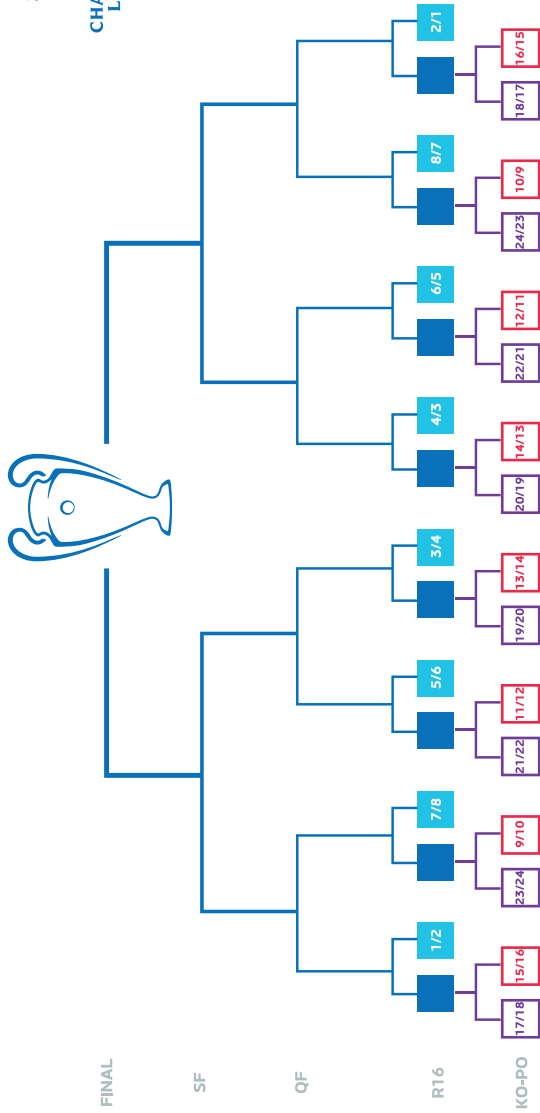 CHA
L
FINAL
SF
QF
R16 1/2 7/8 5/6 3/4 4/3 6/5 8/7 2/1
KO-PO 17/18 15/16 23/24 9/10 21/22 11/12 19/20 13/14 20/19 14/13 22/21 12/11 24/23 10/9 18/17 16/15